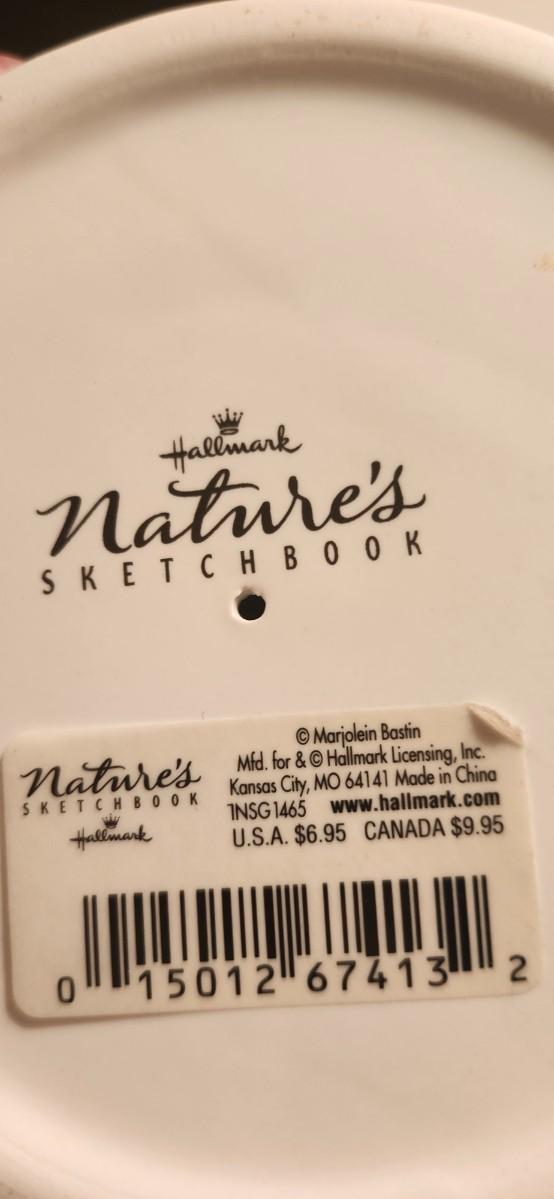 Hallmark
Nature's
SKETCHBOOK
Nature's
SKETCHBOOK
Hallmark
© Marjolein Bastin
Mfd. for & © Hallmark Licensing, Inc.
Kansas City, MO 64141 Made in China
1NSG1465 www.hallmark.com
U.S.A. $6.95 CANADA $9.95
0 15012 67413 2